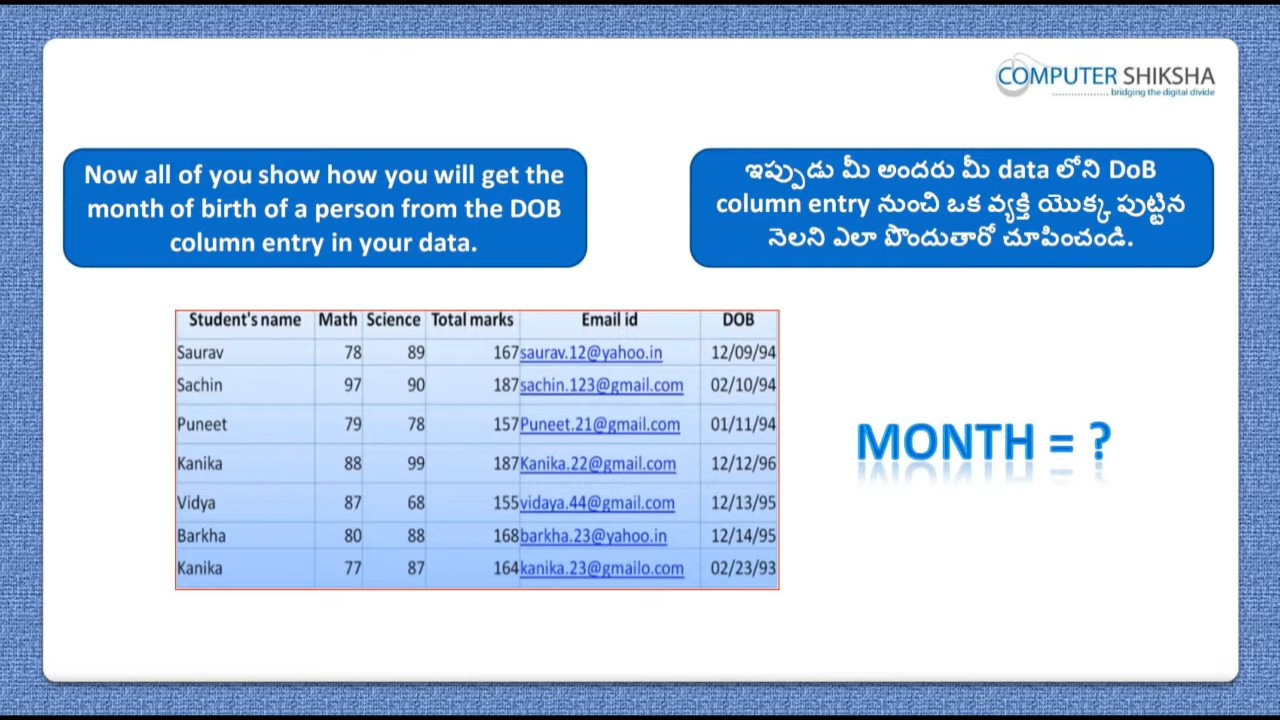 COMPUTER SHIKSHA
bridging the digital divide
Now all of you show how you will get the
month of birth of a person from the DOB
column entry in your data.
ఇప్పుడు మీ అందరు మీ data లోని DoB
column entry నుంచి ఒక వ్యక్తి యొక్క పుట్టిన
నెలని ఎలా పొందుతారో చూపించండి.
Student's name Math Science Total marks Email id DOB
Saurav 78 89 167 saurav.12@yahoo.in 12/09/94
Sachin 97 90 187 sachin.123@gmail.com 02/10/94
Puneet 79 78 157 Puneet.21@gmail.com 01/11/94
Kanika 88 99 187 Kanika.22@gmail.com 12/12/96
Vidya 87 68 155 vidaya.44@gmail.com 12/13/95
Barkha 80 88 168 barkha.23@yahoo.in 12/14/95
Kanika 77 87 164 kanika.23@gmailo.com 02/23/93
MONTH = ?